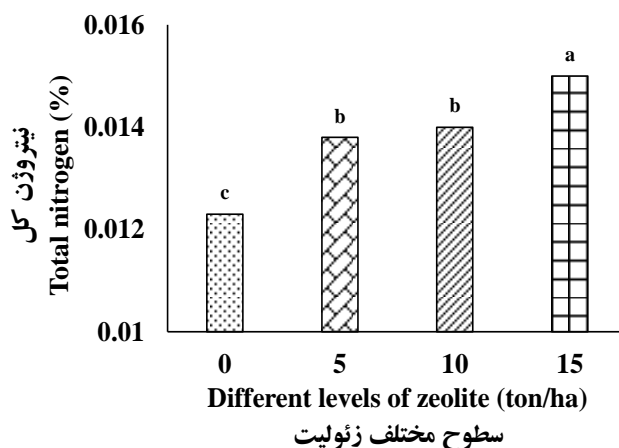 نیتروژن کل
Total nitrogen (%)
0.016
0.014
0.012
0.01
c
b
b
a
0 5 10 15
Different levels of zeolite (ton/ha)
سطوح مختلف زئولیت